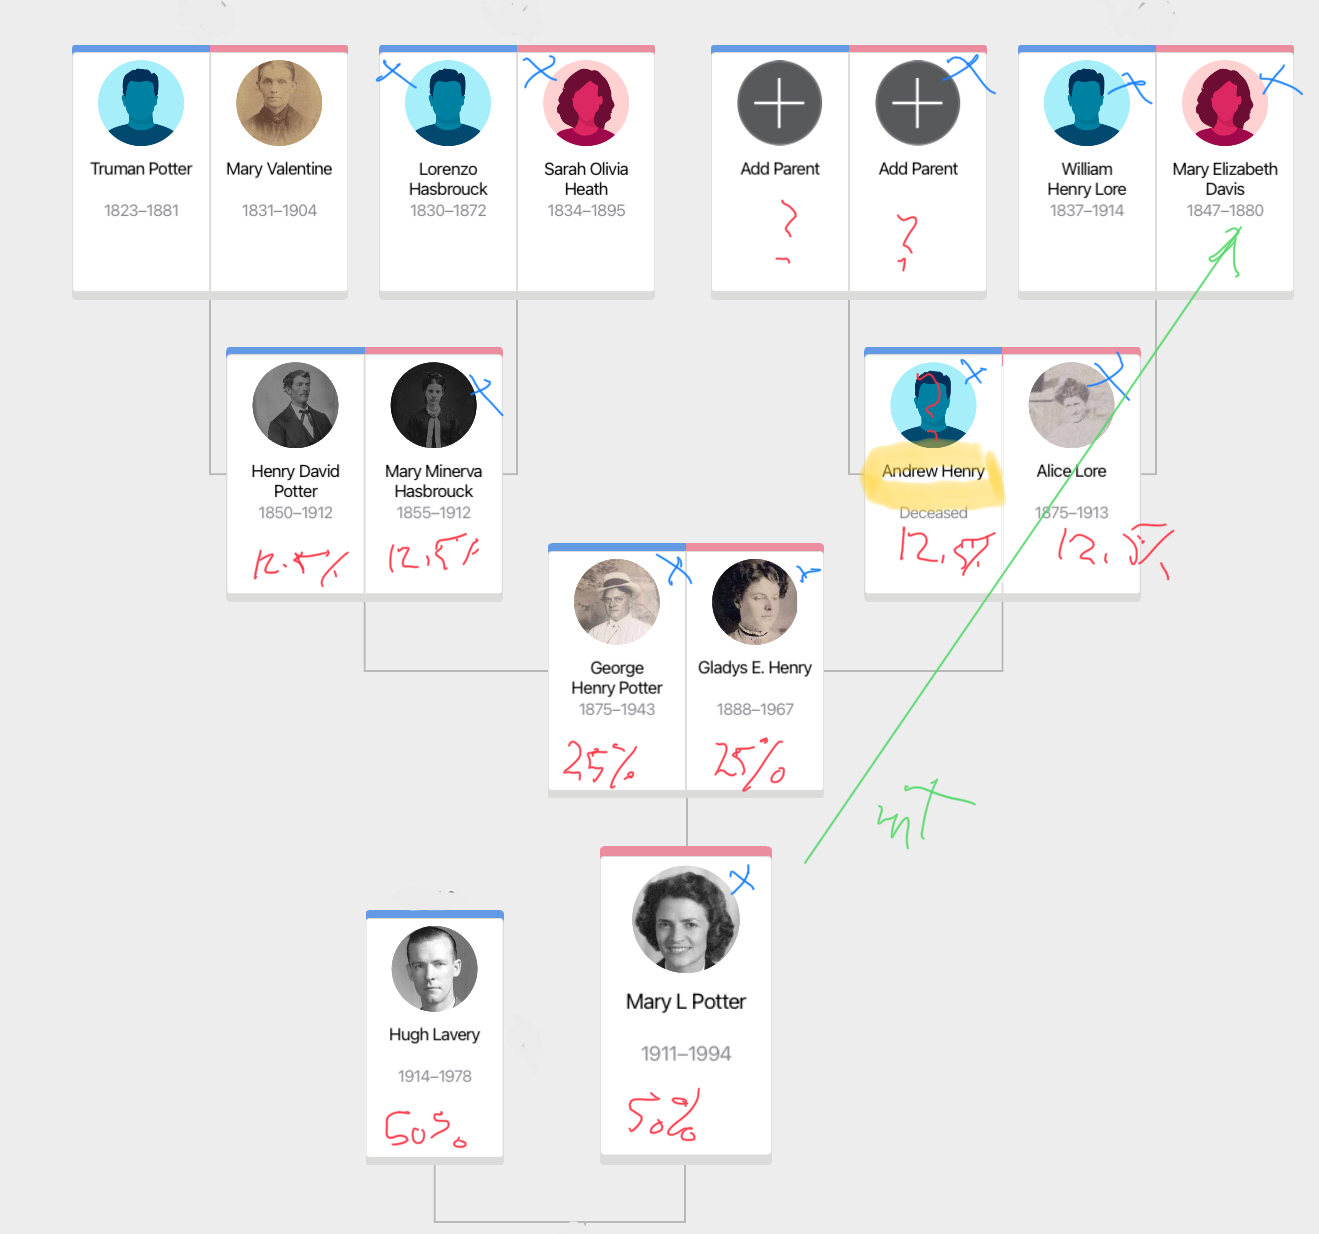 Truman Potter
1823–1881
Mary Valentine
1831–1904
Lorenzo
Hasbrouck
1830–1872
Sarah Olivia
Heath
1834–1895
Add Parent
?
Add Parent
?
William
Henry Lore
1837–1914
Mary Elizabeth
Davis
1847–1880
Henry David
Potter
1850–1912
12.5%
Mary Minerva
Hasbrouck
1855–1912
12,5%
?
Andrew Henry
Deceased
12,5%
Alice Lore
1875–1913
12,5%
George
Henry Potter
1875–1943
25%
Gladys E. Henry
1888–1967
25%
mt
Hugh Lavery
1914–1978
50%
Mary L Potter
1911–1994
50%